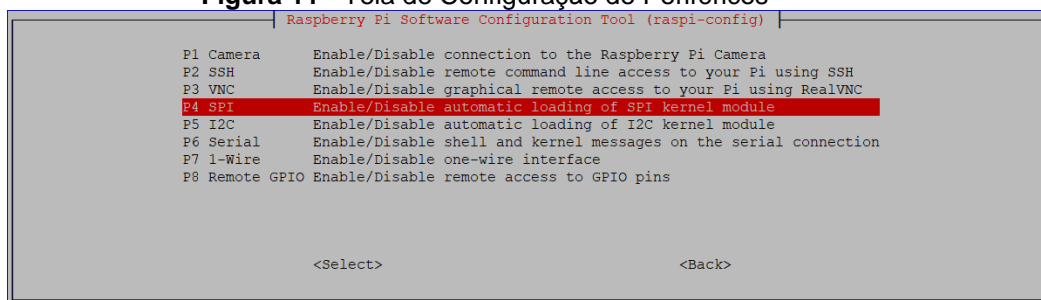 Figura 11 - Tela de Configuração de Periféricos
Raspberry Pi Software Configuration Tool (raspi-config)
P1 Camera Enable/Disable connection to the Raspberry Pi Camera
P2 SSH Enable/Disable remote command line access to your Pi using SSH
P3 VNC Enable/Disable graphical remote access to your Pi using RealVNC
P4 SPI Enable/Disable automatic loading of SPI kernel module
P5 I2C Enable/Disable automatic loading of I2C kernel module
P6 Serial Enable/Disable shell and kernel messages on the serial connection
P7 1-Wire Enable/Disable one-wire interface
P8 Remote GPIO Enable/Disable remote access to GPIO pins
<Select> <Back>